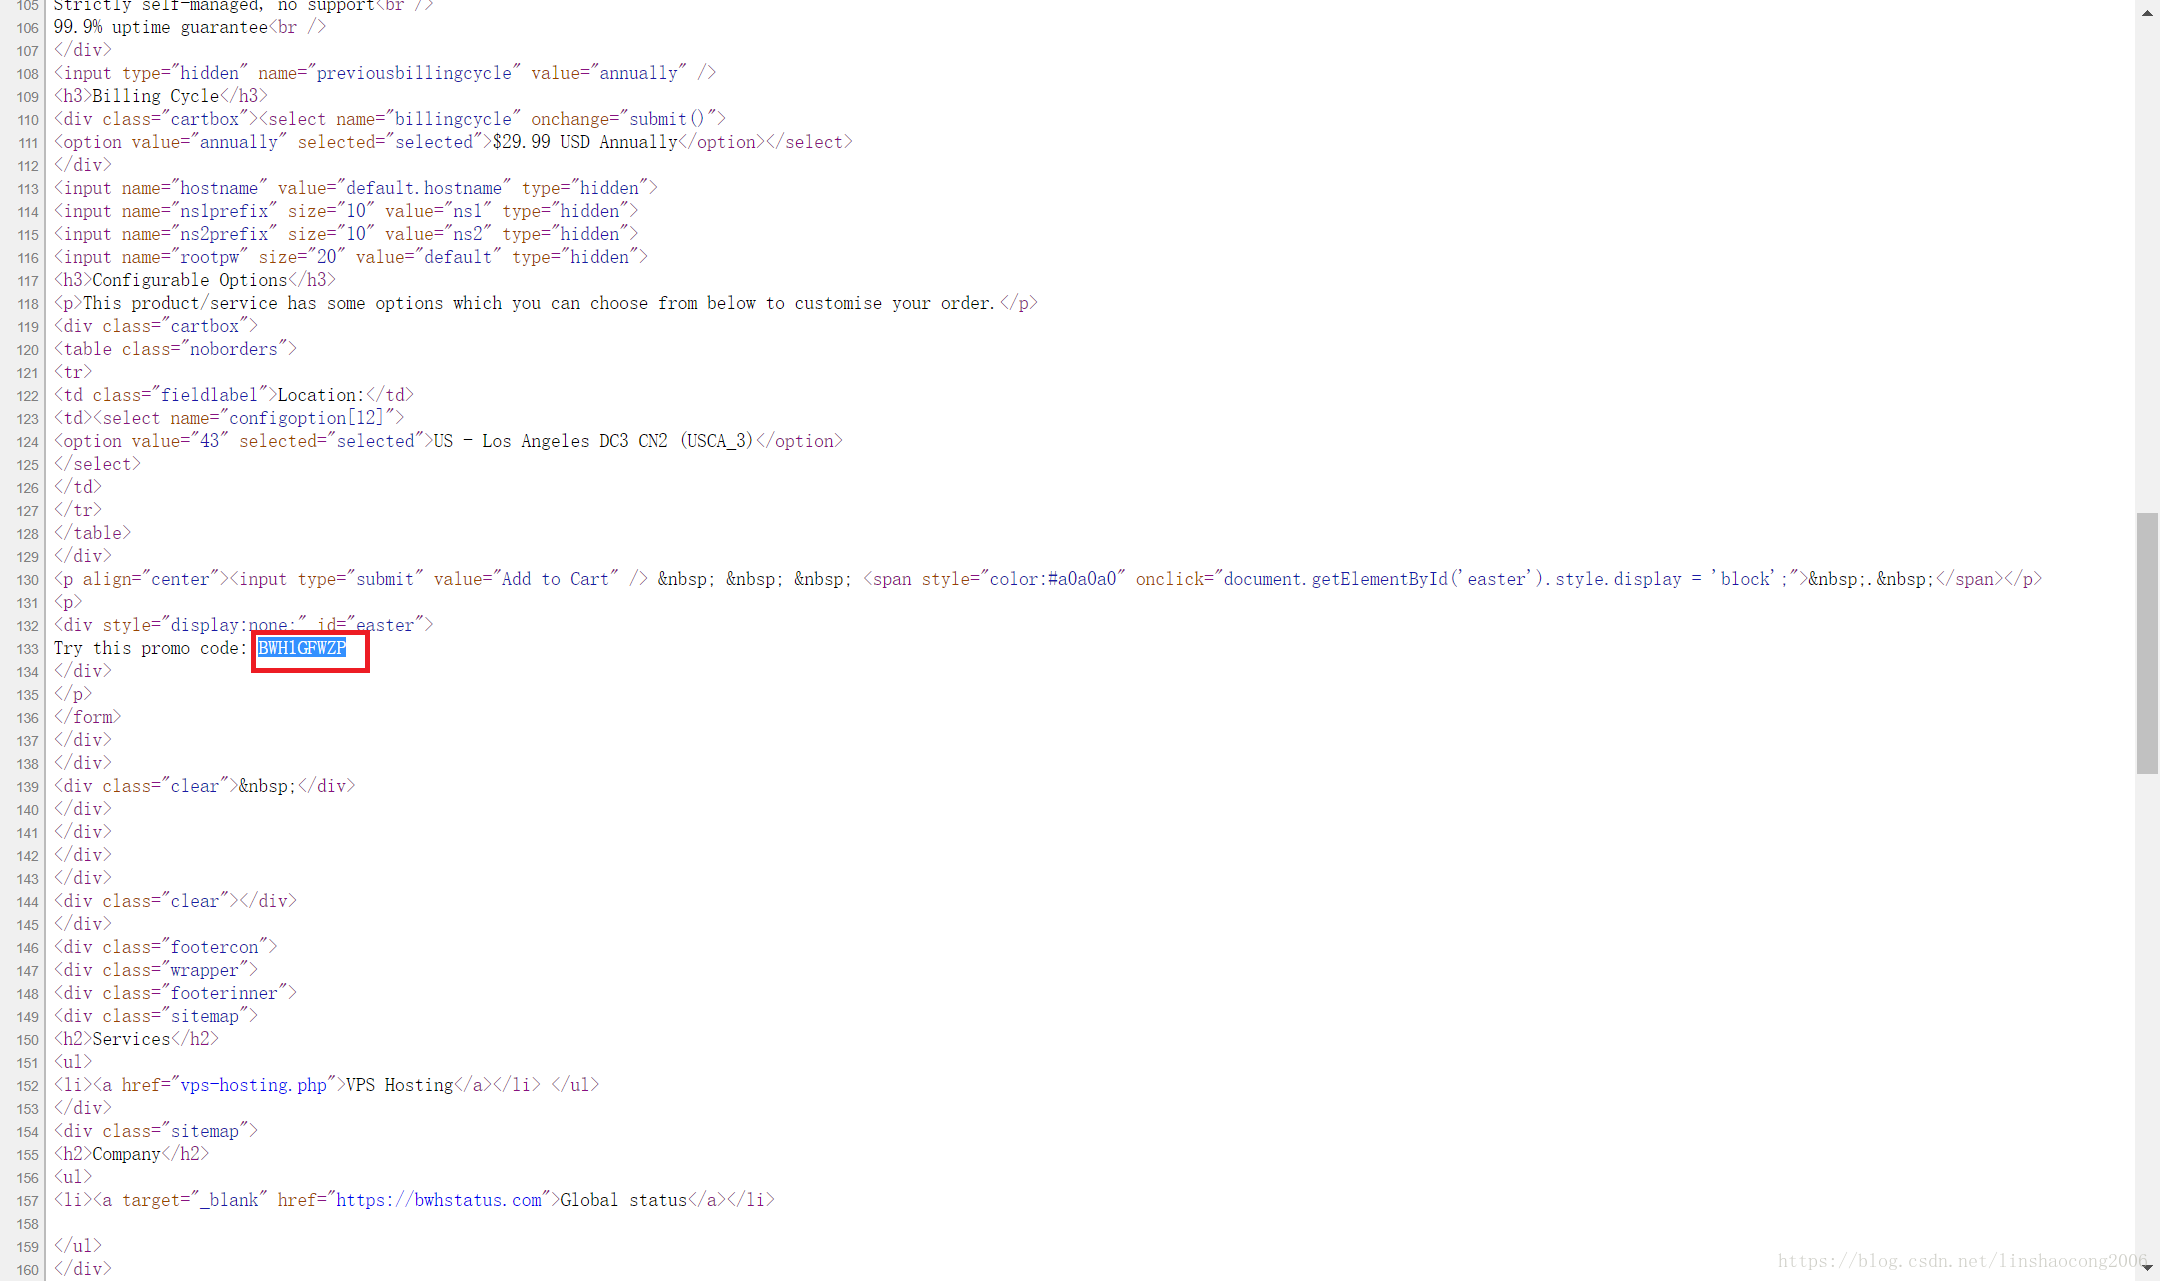 105 Strictly self-managed, no support<br />
106 99.9% uptime guarantee<br />
107 </div>
108 <input type="hidden" name="previousbillingcycle" value="annually" />
109 <h3>Billing Cycle</h3>
110 <div class="cartbox"><select name="billingcycle" onchange="submit()">
111 <option value="annually" selected="selected">$29.99 USD Annually</option></select>
112 </div>
113 <input name="hostname" value="default.hostname" type="hidden">
114 <input name="ns1prefix" size="10" value="ns1" type="hidden">
115 <input name="ns2prefix" size="10" value="ns2" type="hidden">
116 <input name="rootpw" size="20" value="default" type="hidden">
117 <h3>Configurable Options</h3>
118 <p>This product/service has some options which you can choose from below to customise your order.</p>
119 <div class="cartbox">
120 <table class="noborders">
121 <tr>
122 <td class="fieldlabel">Location:</td>
123 <td><select name="configoption[12]">
124 <option value="43" selected="selected">US - Los Angeles DC3 CN2 (USCA_3)</option>
125 </select>
126 </td>
127 </tr>
128 </table>
129 </div>
130 <p align="center"><input type="submit" value="Add to Cart" /> &nbsp; &nbsp; &nbsp; <span style="color:#a0a0a0" onclick="document.getElementById('easter').style.display = 'block';">&nbsp;.&nbsp;</span></p>
131 <p>
132 <div style="display:none;" id="easter">
133 Try this promo code: BWH1GFWZP
134 </div>
135 </p>
136 </form>
137 </div>
138 </div>
139 <div class="clear">&nbsp;</div>
140 </div>
141 </div>
142 </div>
143 </div>
144 <div class="clear"></div>
145 </div>
146 <div class="footercon">
147 <div class="wrapper">
148 <div class="footerinner">
149 <div class="sitemap">
150 <h2>Services</h2>
151 <ul>
152 <li><a href="vps-hosting.php">VPS Hosting</a></li> </ul>
153 </div>
154 <div class="sitemap">
155 <h2>Company</h2>
156 <ul>
157 <li><a target="_blank" href="https://bwhstatus.com">Global status</a></li>
158
159 </ul>
160 </div>
https://blog.csdn.net/linshaocong2006